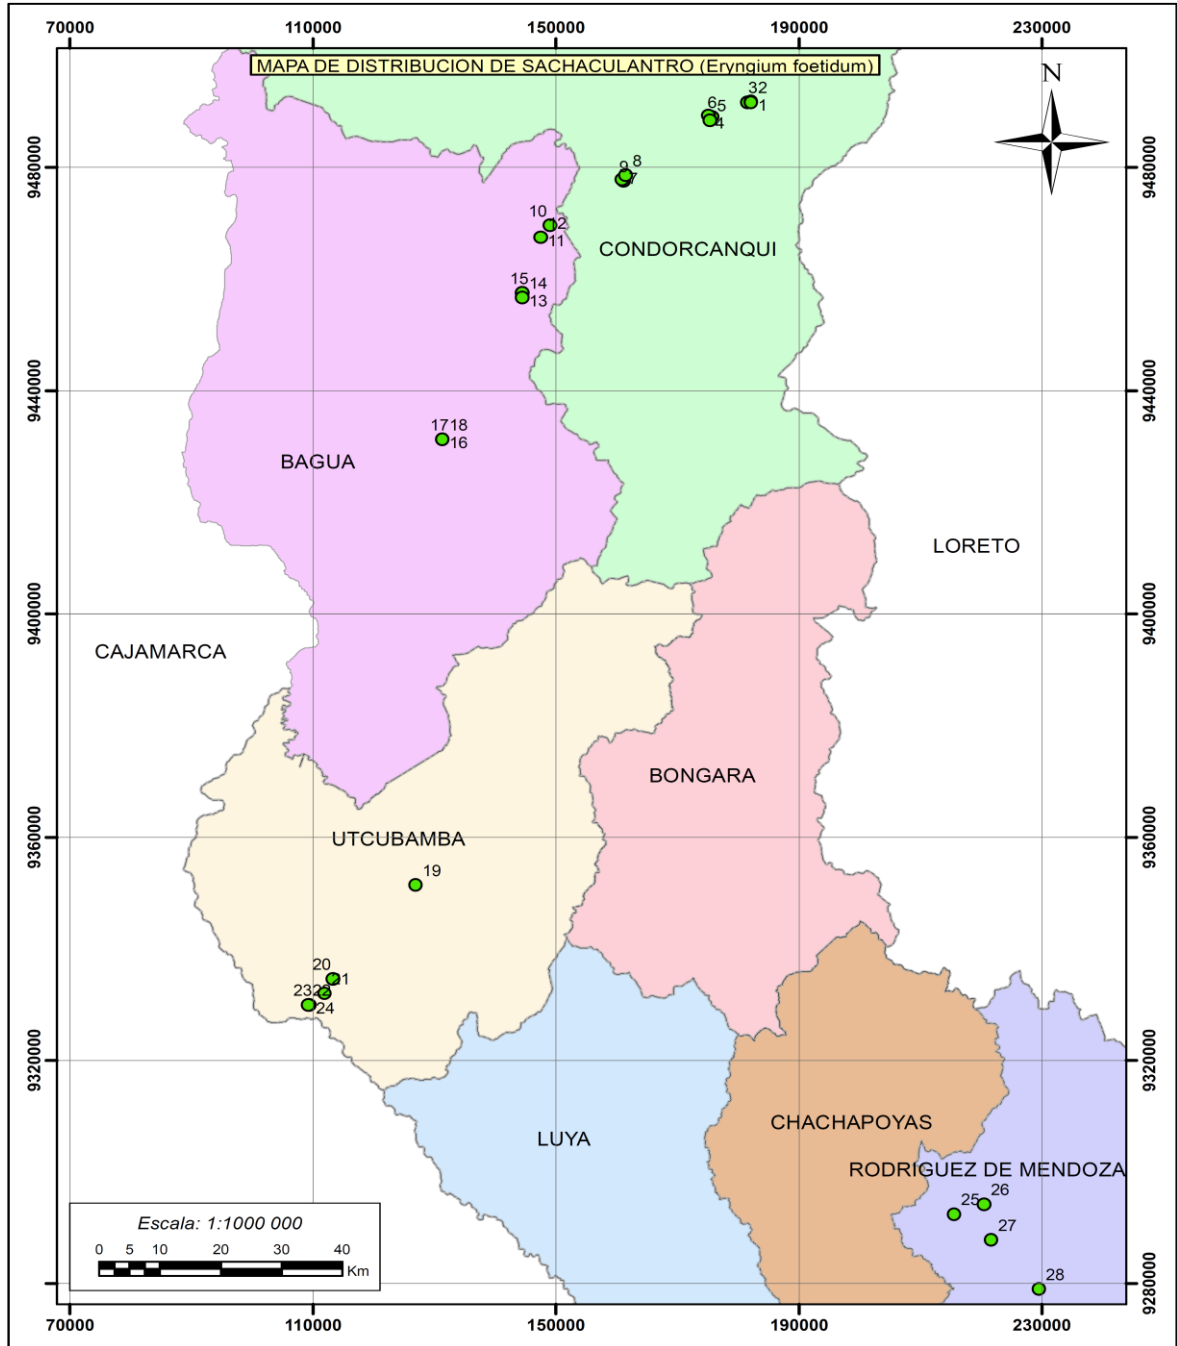 70000 110000 150000 190000 230000
MAPA DE DISTRIBUCION DE SACHACULANTRO (Eryngium foetidum)
N
32
65 1
4
9480000 9480000
8
9
7
10
12
11
CONDORCANQUI
15 14
13
9440000 9440000
1718
16
BAGUA
LORETO
9400000 9400000
CAJAMARCA
BONGARA
9360000 9360000
UTCUBAMBA
19
20
21
2322
24
9320000 9320000
CHACHAPOYAS
LUYA
RODRIGUEZ DE MENDOZA
26
25
27
Escala: 1:1000 000
0 5 10 20 30 40
Km
28
9280000 9280000
70000 110000 150000 190000 230000